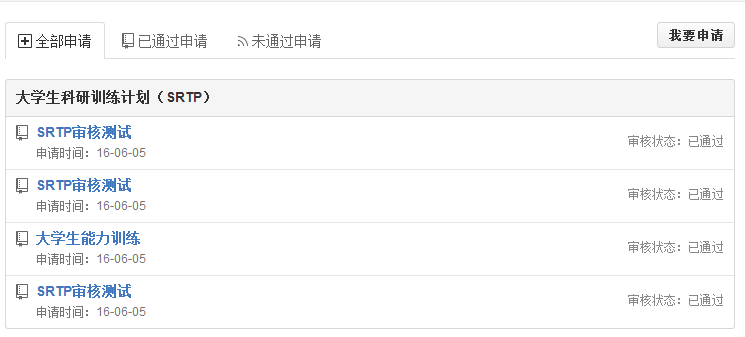 全部申请 已通过申请 未通过申请 我要申请
大学生科研训练计划（SRTP）
SRTP审核测试
申请时间：16-06-05 审核状态：已通过
SRTP审核测试
申请时间：16-06-05 审核状态：已通过
大学生能力训练
申请时间：16-06-05 审核状态：已通过
SRTP审核测试
申请时间：16-06-05 审核状态：已通过